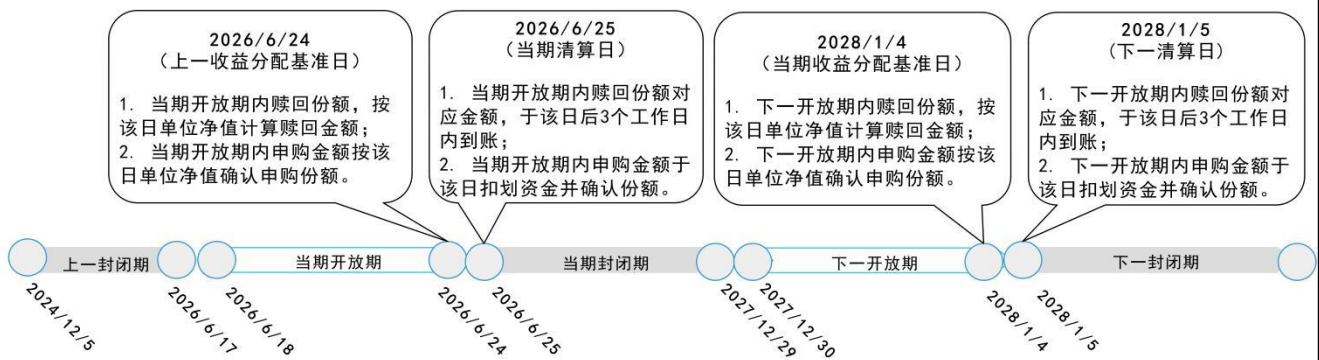 2026/6/24
（上一收益分配基准日）
1. 当期开放期内赎回份额，按
该日单位净值计算赎回金额；
2. 当期开放期内申购金额按该
日单位净值确认申购份额。
2026/6/25
（当期清算日）
1. 当期开放期内赎回份额对
应金额，于该日后3个工作日
内到账；
2. 当期开放期内申购金额于
该日扣划资金并确认份额。
2028/1/4
（当期收益分配基准日）
1. 下一开放期内赎回份额，按
该日单位净值计算赎回金额；
2. 下一开放期内申购金额按该
日单位净值确认申购份额。
2028/1/5
（下一清算日）
1. 下一开放期内赎回份额对
应金额，于该日后3个工作日
内到账；
2. 下一开放期内申购金额于
该日扣划资金并确认份额。
上一封闭期
当期开放期
当期封闭期
下一开放期
下一封闭期
2024/12/5
2026/6/17
2026/6/18
2026/6/24
2026/6/25
2027/12/29
2027/12/30
2028/1/4
2028/1/5